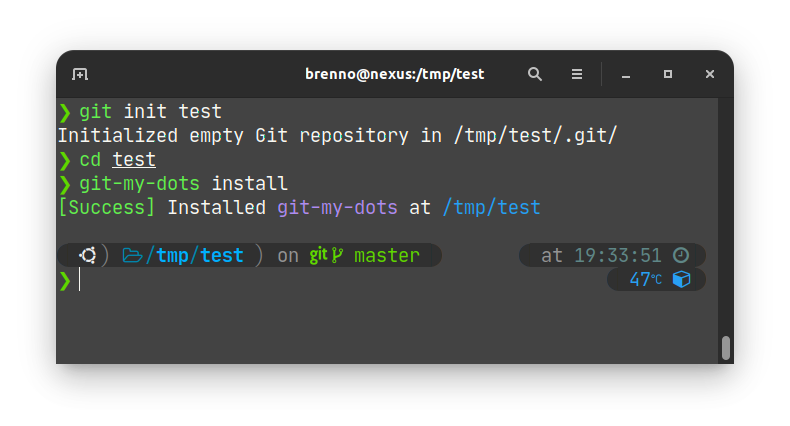 brenno@nexus:/tmp/test
❯ git init test
Initialized empty Git repository in /tmp/test/.git/
❯ cd test
❯ git-my-dots install
[Success] Installed git-my-dots at /tmp/test
) /tmp/test ) on git master at 19:33:51
❯ 47°C